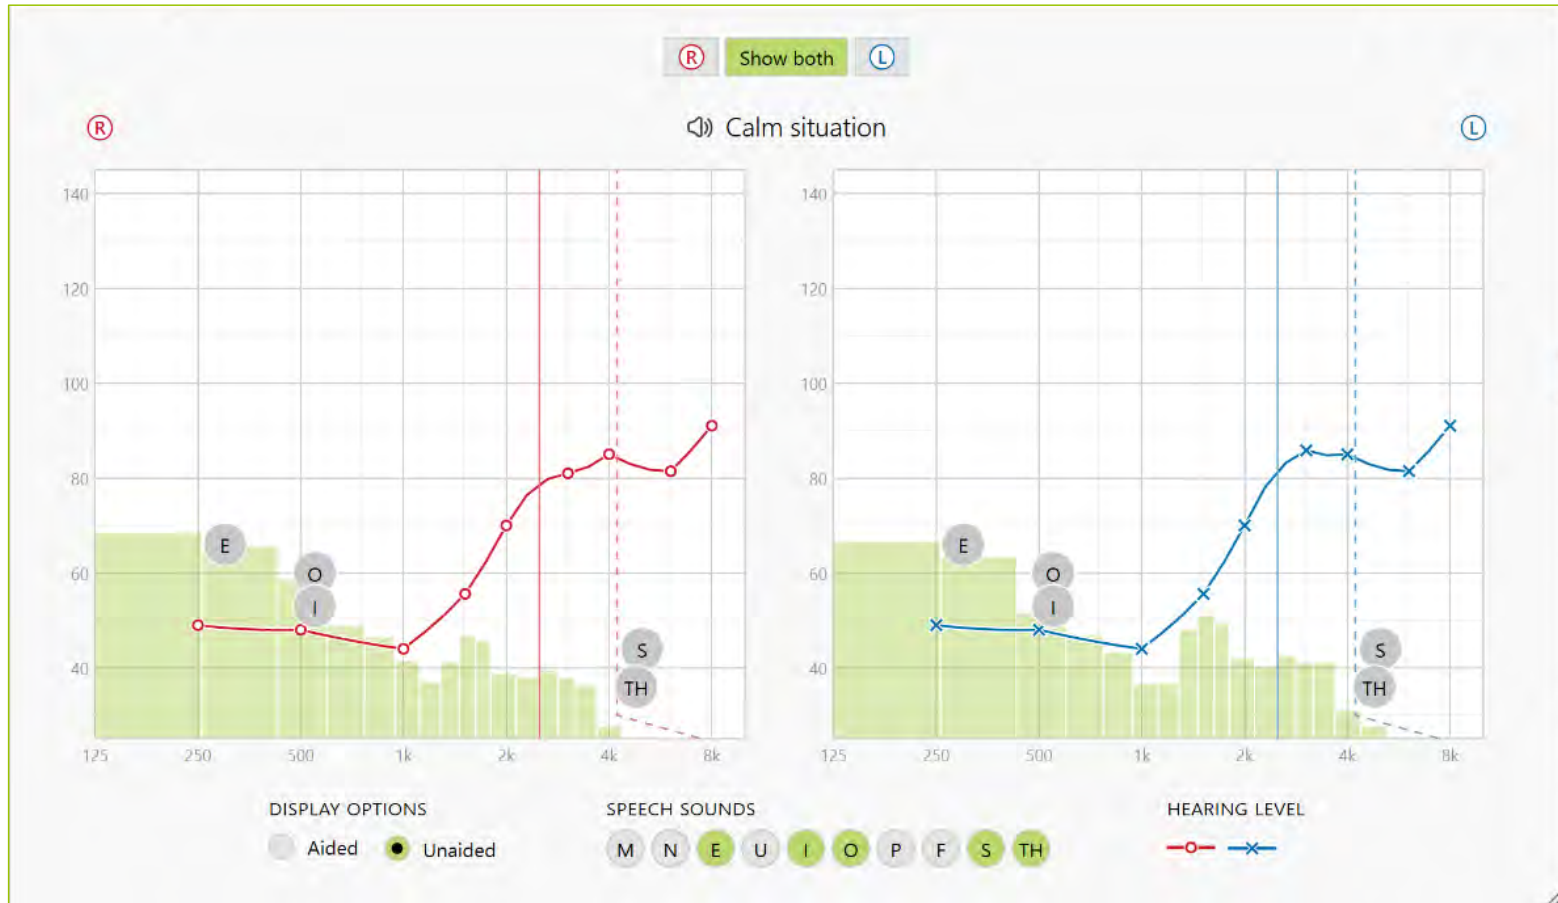 R Show both L
R Calm situation L
140 140
120 120
100 100
80 80
60 60
40 40
E E
O O
I I
S S
TH TH
125 250 500 1k 2k 4k 8k 125 250 500 1k 2k 4k 8k
DISPLAY OPTIONS SPEECH SOUNDS HEARING LEVEL
Aided Unaided M N E U I O P F S TH